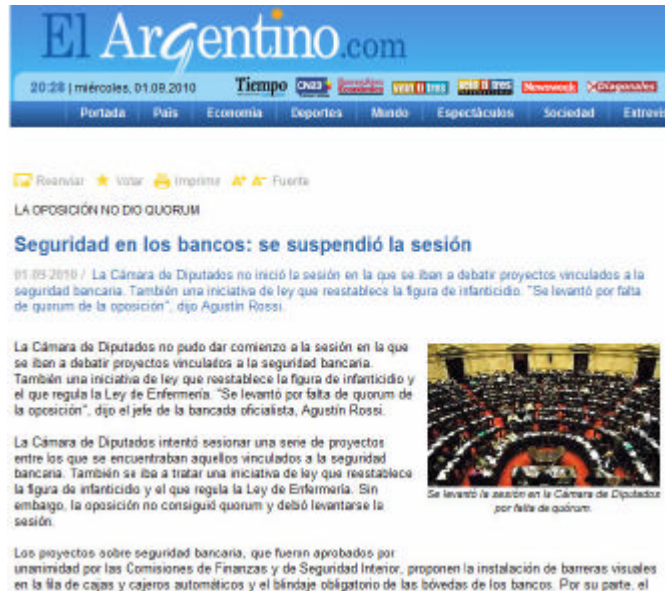 El Argentino.com
20:28 | miércoles, 01.09.2010 Tiempo CN23 Buenos Aires Económico veintitrés Newsweek Diagonales
Portada País Economía Deportes Mundo Espectáculos Sociedad Entrevis
Reenviar Votar Imprimir A+ A- Fuente
LA OPOSICIÓN NO DIO QUORUM
Seguridad en los bancos: se suspendió la sesión
01-09-2010 / La Cámara de Diputados no inició la sesión en la que se iban a debatir proyectos vinculados a la
seguridad bancaria. También una iniciativa de ley que reestablece la figura de infanticidio. "Se levantó por falta
de quorum de la oposición", dijo Agustín Rossi.
La Cámara de Diputados no pudo dar comienzo a la sesión en la que
se iban a debatir proyectos vinculados a la seguridad bancaria.
También una iniciativa de ley que reestablece la figura de infanticidio y
el que regula la Ley de Enfermería. "Se levantó por falta de quorum de
la oposición", dijo el jefe de la bancada oficialista, Agustín Rossi.
La Cámara de Diputados intentó sesionar una serie de proyectos
entre los que se encuentraban aquellos vinculados a la seguridad
bancaria. También se iba a tratar una iniciativa de ley que reestablece
la figura de infanticidio y el que regula la Ley de Enfermería. Sin
embargo, la oposición no consiguió quorum y debió levantarse la
sesión.
Se levantó la sesión en la Cámara de Diputados
por falta de quórum.
Los proyectos sobre seguridad bancaria, que fueron aprobados por
unanimidad por las Comisiones de Finanzas y de Seguridad Interior, proponen la instalación de barreras visuales
en la fila de cajas y cajeros automáticos y el blindaje obligatorio de las bóvedas de los bancos. Por su parte, el